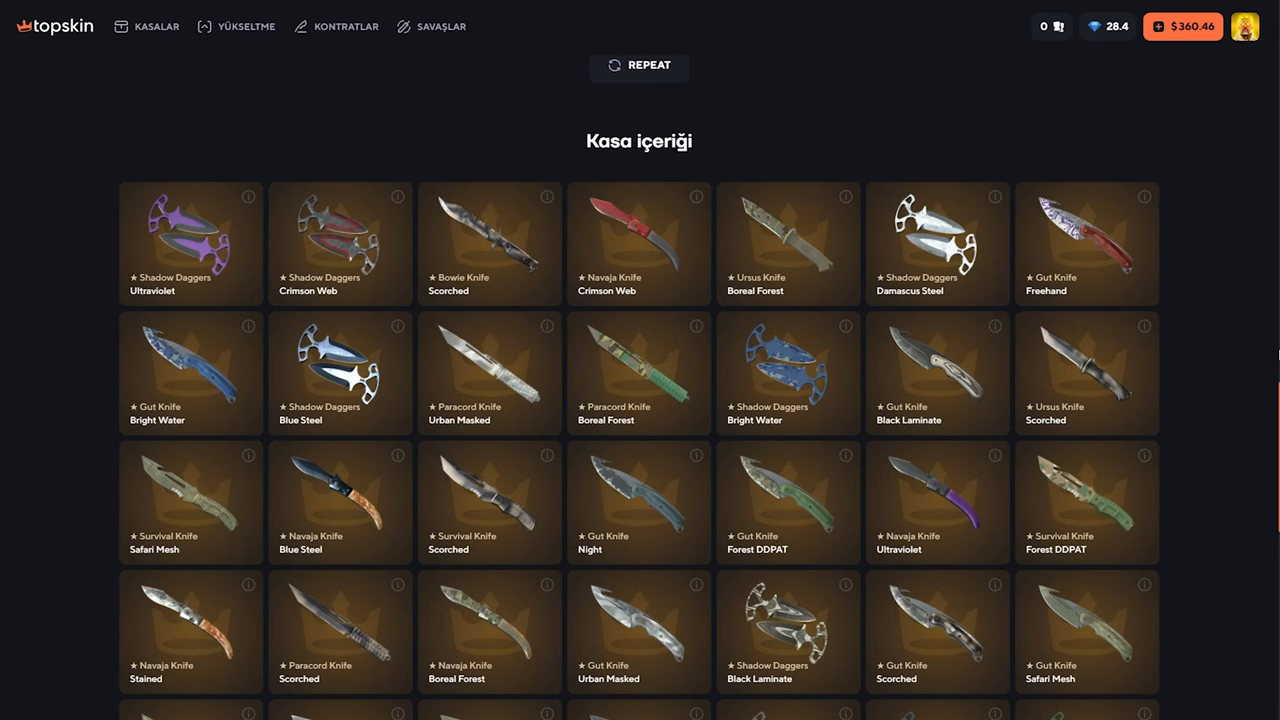 topskin KASALAR YÜKSELTME KONTRATLAR SAVAŞLAR 0 28.4 $360.46
REPEAT
Kasa içeriği
★ Shadow Daggers
Ultraviolet
★ Shadow Daggers
Crimson Web
★ Bowie Knife
Scorched
★ Navaja Knife
Crimson Web
★ Ursus Knife
Boreal Forest
★ Shadow Daggers
Damascus Steel
★ Gut Knife
Freehand
★ Gut Knife
Bright Water
★ Shadow Daggers
Blue Steel
★ Paracord Knife
Urban Masked
★ Paracord Knife
Boreal Forest
★ Shadow Daggers
Bright Water
★ Gut Knife
Black Laminate
★ Ursus Knife
Scorched
★ Survival Knife
Safari Mesh
★ Navaja Knife
Blue Steel
★ Survival Knife
Scorched
★ Gut Knife
Night
★ Gut Knife
Forest DDPAT
★ Navaja Knife
Ultraviolet
★ Survival Knife
Forest DDPAT
★ Navaja Knife
Stained
★ Paracord Knife
Scorched
★ Navaja Knife
Boreal Forest
★ Gut Knife
Urban Masked
★ Shadow Daggers
Black Laminate
★ Gut Knife
Scorched
★ Gut Knife
Safari Mesh